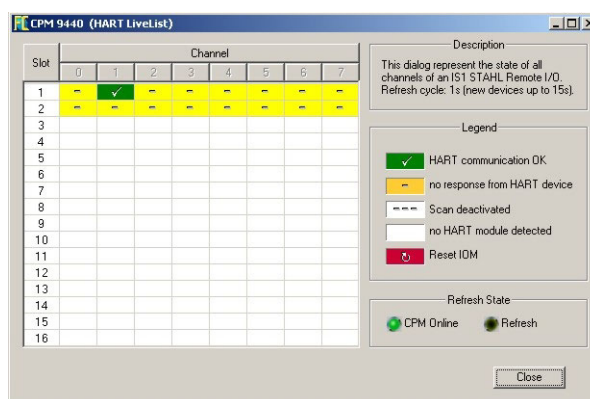 CPM 9440 (HART LiveList)
Slot
Channel
0 1 2 3 4 5 6 7
1
2
3
4
5
6
7
8
9
10
11
12
13
14
15
16
Description
This dialog represent the state of all
channels of an IS1 STAHL Remote I/O.
Refresh cycle: 1s (new devices up to 15s).
Legend
HART communication OK
no response from HART device
Scan deactivated
no HART module detected
Reset IOM
Refresh State
CPM Online Refresh
Close